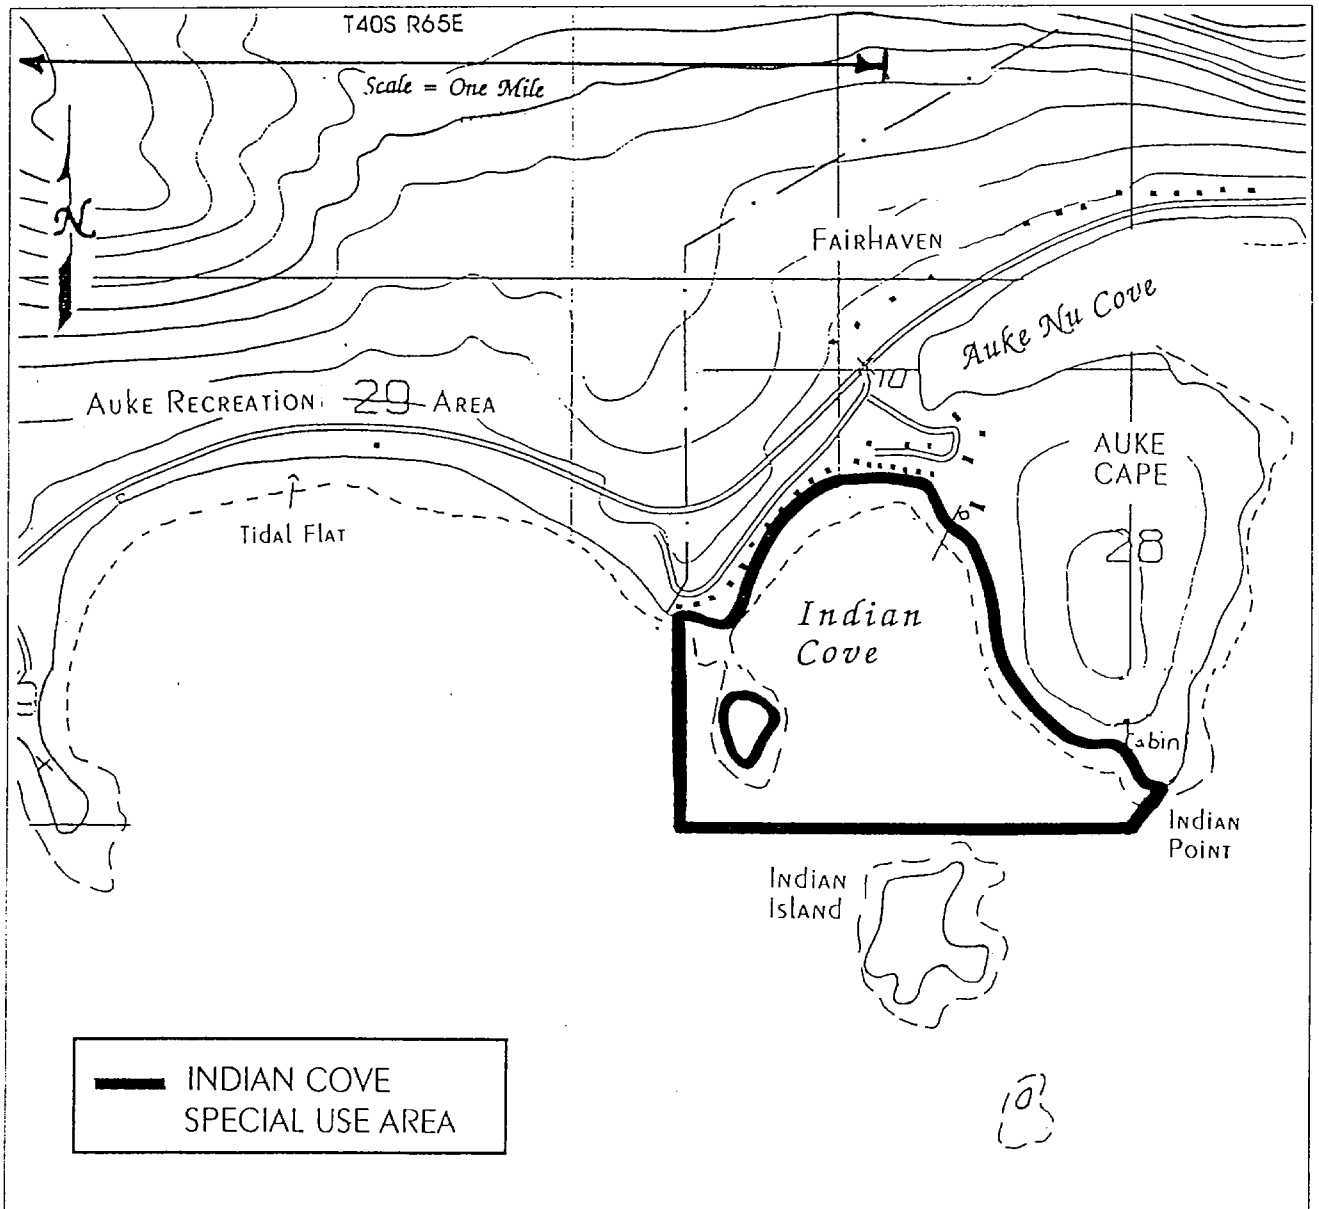 T40S R65E
Scale = One Mile
N
FAIRHAVEN
Auke Nu Cove
10
AUKE RECREATION 29 AREA
AUKE
CAPE
Tidal Flat
28
Indian
Cove
Cabin
INDIAN
POINT
INDIAN
ISLAND
INDIAN COVE
SPECIAL USE AREA